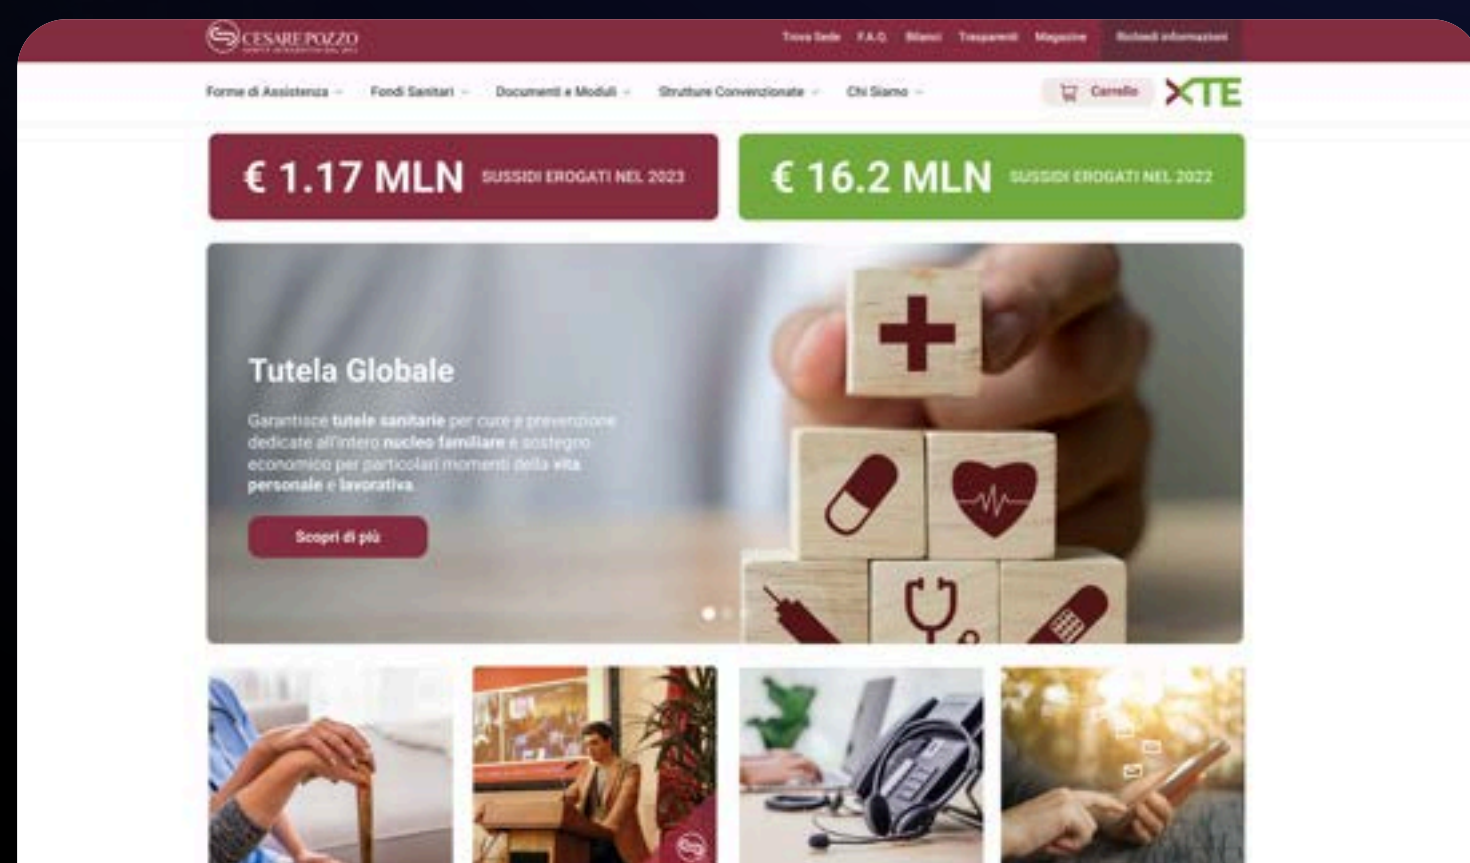 CESARE POZZO
Trova Sede F.A.Q. Bilanci Trasparenti Magazine Richiedi informazioni
Forme di Assistenza Fondi Sanitari Documenti e Moduli Strutture Convenzionate Chi Siamo Carrello XTE
€ 1.17 MLN SUSSIDI EROGATI NEL 2023
€ 16.2 MLN SUSSIDI EROGATI NEL 2022
Tutela Globale
Garantisce tutele sanitarie per cure e prevenzione
dedicate all'intero nucleo familiare e sostegno
economico per particolari momenti della vita
personale e lavorativa.
Scopri di più